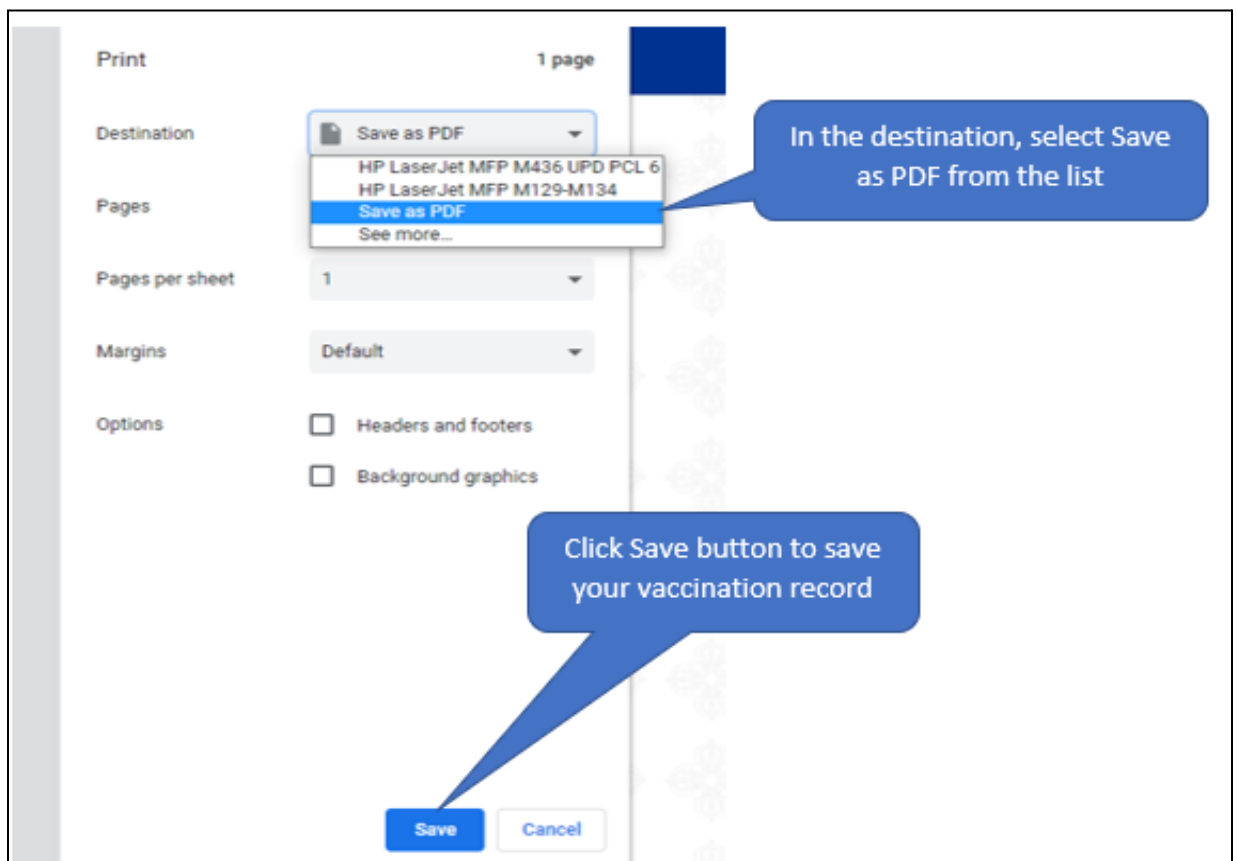 Print 1 page
Destination Save as PDF
HP LaserJet MFP M436 UPD PCL 6
HP LaserJet MFP M129-M134
Pages
Save as PDF
See more...
Pages per sheet 1
Margins Default
Options Headers and footers
Background graphics
In the destination, select Save
as PDF from the list
Click Save button to save
your vaccination record
Save Cancel